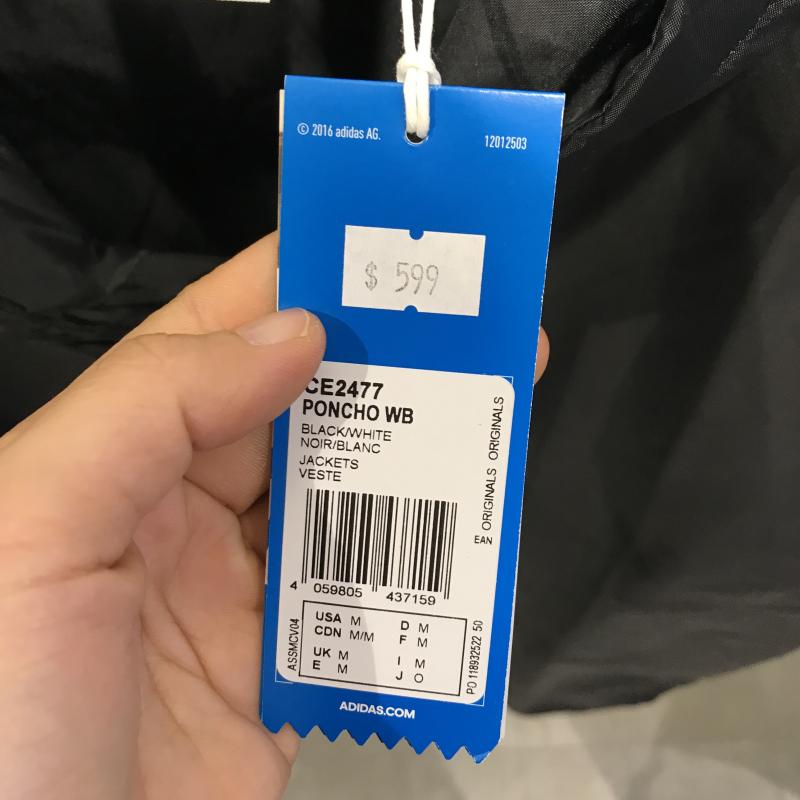 © 2016 adidas AG.
12012503
$ 599
CE2477
PONCHO WB
BLACK/WHITE
NOIR/BLANC
JACKETS
VESTE
EAN ORIGINALS ORIGINALS
4 059805 437159
ASSMCV04
USA M D M
CDN M/M F M
UK M I M
E M J O
PO 118932522 50
ADIDAS.COM